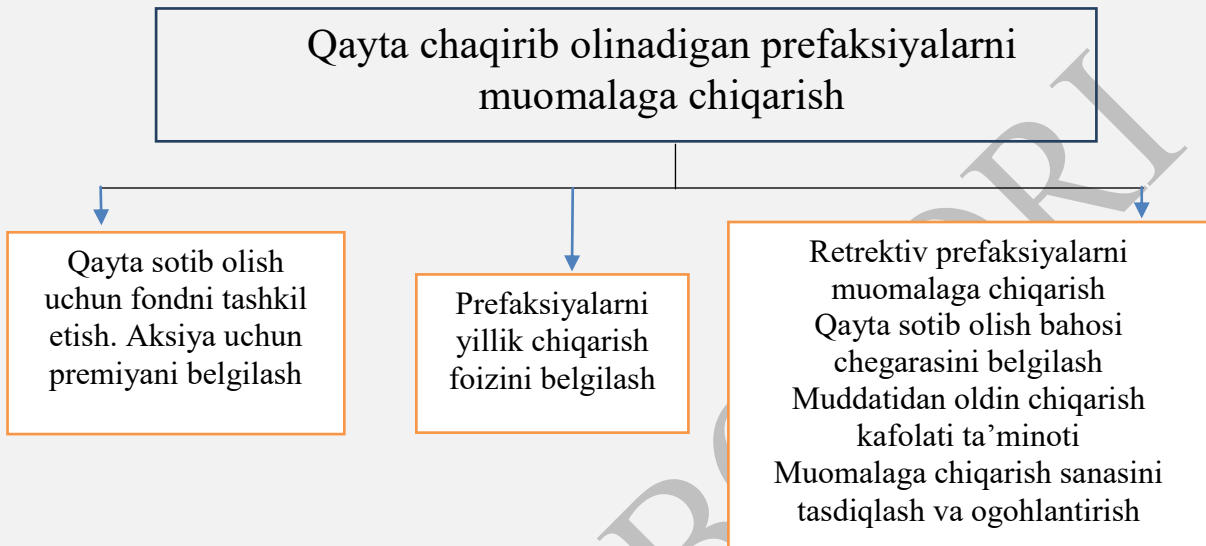 Qayta chaqirib olinadigan prefaksiyalarni
muomalaga chiqarish
Qayta sotib olish
uchun fondni tashkil
etish. Aksiya uchun
premiyani belgilash
Prefaksiyalarni
yillik chiqarish
foizini belgilash
Retrektiv prefaksiyalarni
muomalaga chiqarish
Qayta sotib olish bahosi
chegarasini belgilash
Muddatidan oldin chiqarish
kafolati ta’minoti
Muomalaga chiqarish sanasini
tasdiqlash va ogohlantirish